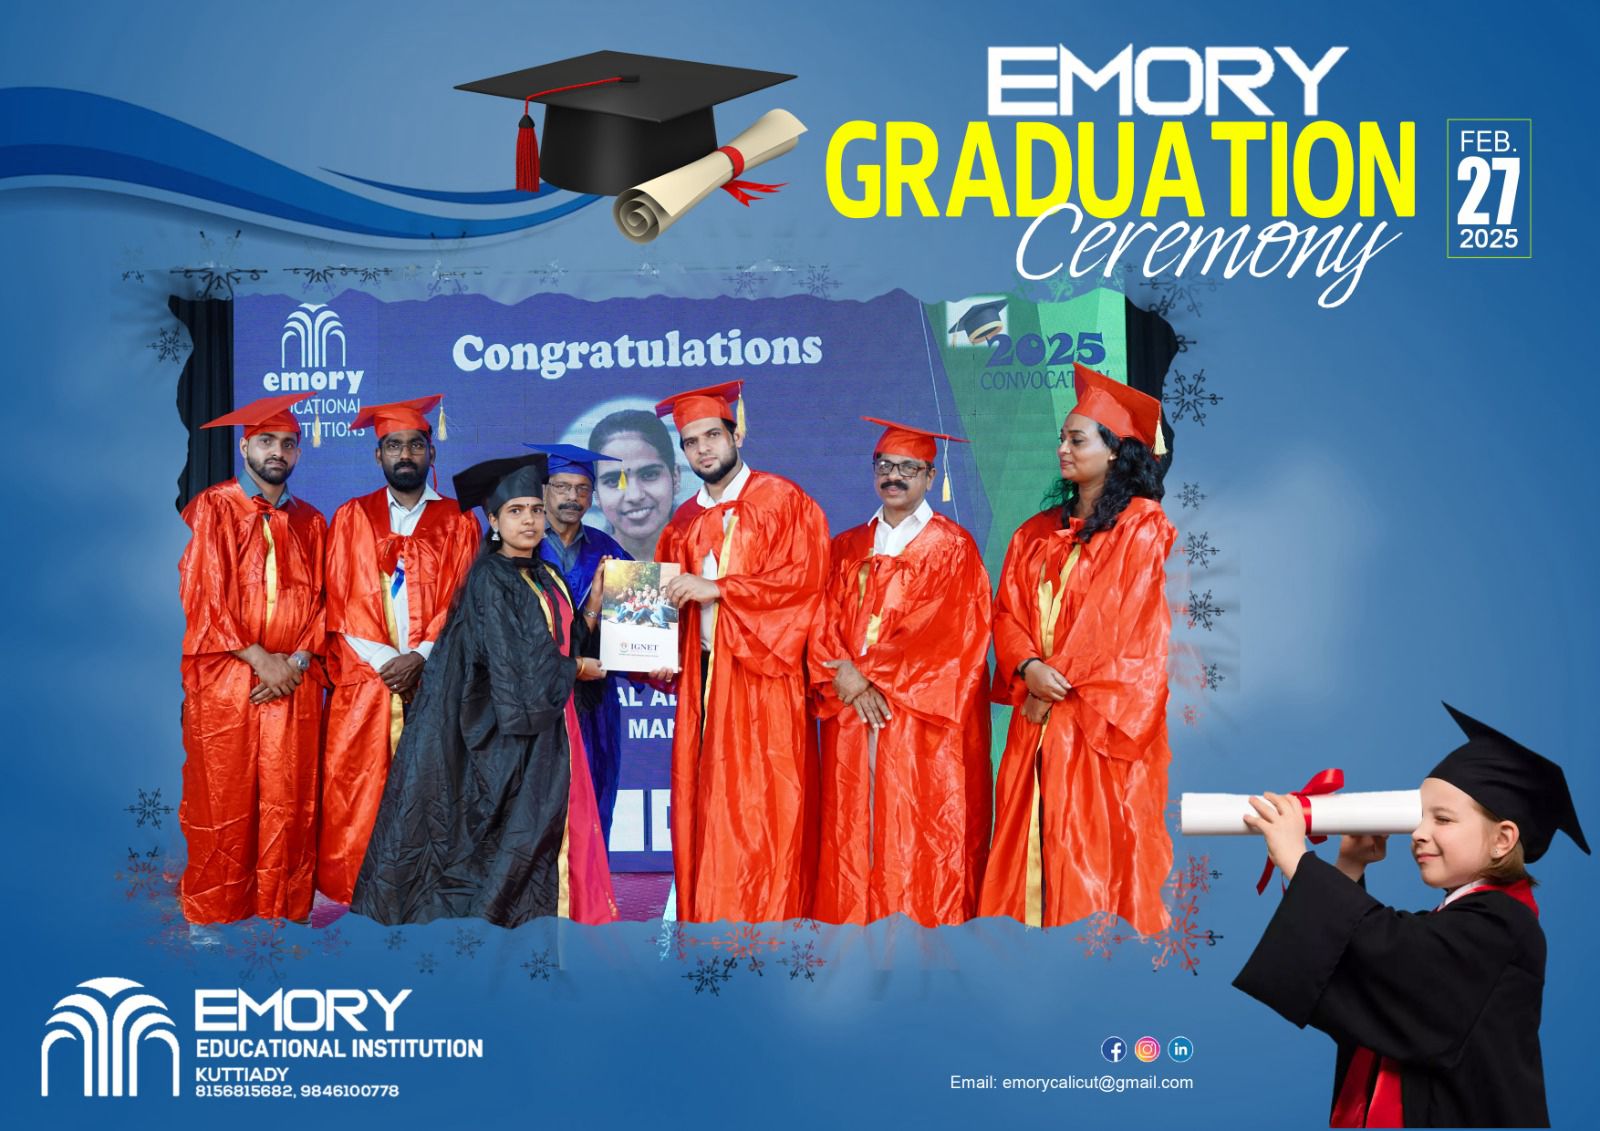 EMORY
GRADUATION
Ceremony
FEB.
27
2025
emory
Congratulations
2025
IGNET
MAN
EMORY
EDUCATIONAL INSTITUTION
KUTTIADY
8156815682, 9846100778
Email: emorycalicut@gmail.com